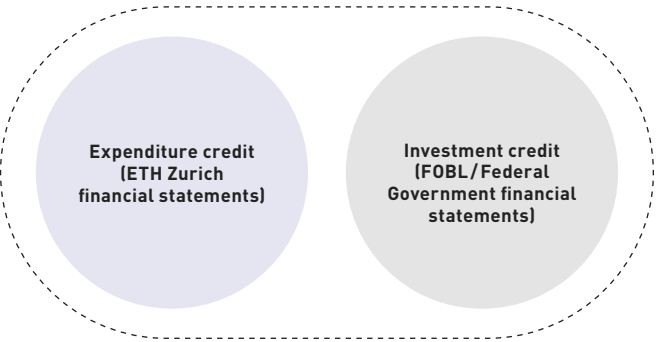 Expenditure credit
(ETH Zurich
financial statements)
Investment credit
(FOBL/Federal
Government financial
statements)